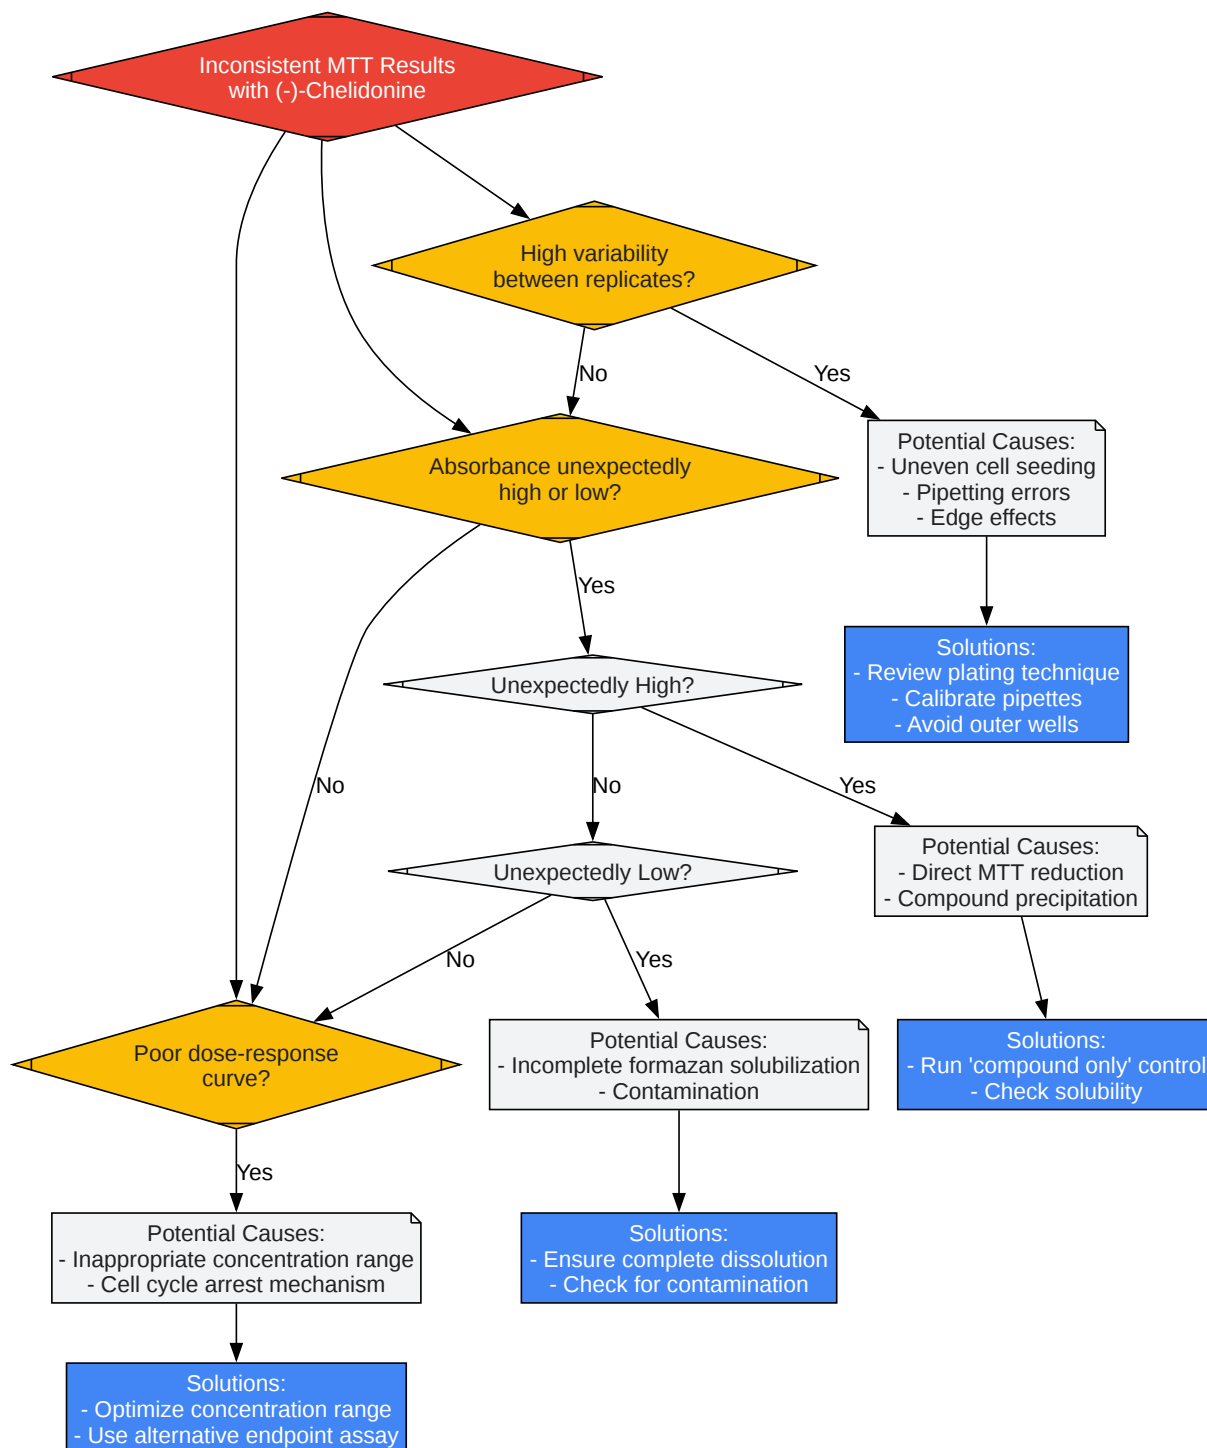 Inconsistent MTT Results
with (-)-Chelidonine
High variability
between replicates?
No
Yes
Absorbance unexpectedly
high or low?
Potential Causes:
- Uneven cell seeding
- Pipetting errors
- Edge effects
Yes
Solutions:
- Review plating technique
- Calibrate pipettes
- Avoid outer wells
Unexpectedly High?
No
No
Yes
Potential Causes:
- Direct MTT reduction
- Compound precipitation
Unexpectedly Low?
No
Yes
Poor dose-response
curve?
Potential Causes:
- Incomplete formazan solubilization
- Contamination
Solutions:
- Run 'compound only' control
- Check solubility
Yes
Potential Causes:
- Inappropriate concentration range
- Cell cycle arrest mechanism
Solutions:
- Ensure complete dissolution
- Check for contamination
Solutions:
- Optimize concentration range
- Use alternative endpoint assay